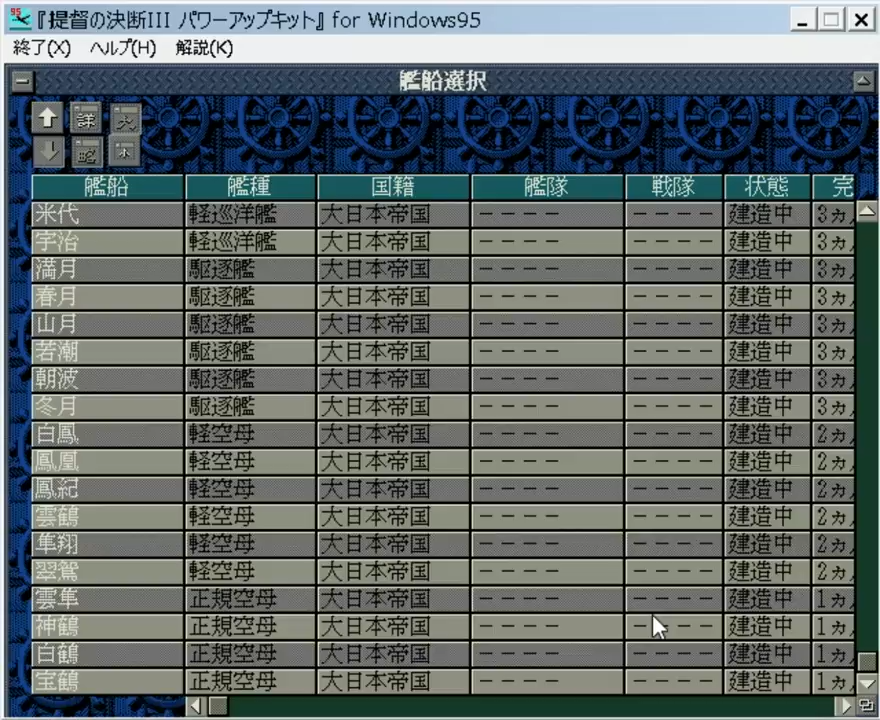 『提督の決断III パワーアップキット』 for Windows95
終了(X) ヘルプ(H) 解説(K)
艦船選択
詳
略
艦船 艦種 国籍 艦隊 戦隊 状態 完
米代 軽巡洋艦 大日本帝国 ---- ---- 建造中 3ヵ
宇治 軽巡洋艦 大日本帝国 ---- ---- 建造中 3ヵ
満月 駆逐艦 大日本帝国 ---- ---- 建造中 3ヵ
春月 駆逐艦 大日本帝国 ---- ---- 建造中 3ヵ
山月 駆逐艦 大日本帝国 ---- ---- 建造中 3ヵ
若潮 駆逐艦 大日本帝国 ---- ---- 建造中 3ヵ
朝波 駆逐艦 大日本帝国 ---- ---- 建造中 3ヵ
冬月 駆逐艦 大日本帝国 ---- ---- 建造中 3ヵ
白鳳 軽空母 大日本帝国 ---- ---- 建造中 2ヵ
鳳凰 軽空母 大日本帝国 ---- ---- 建造中 2ヵ
鳳紀 軽空母 大日本帝国 ---- ---- 建造中 2ヵ
雲鶴 軽空母 大日本帝国 ---- ---- 建造中 2ヵ
隼翔 軽空母 大日本帝国 ---- ---- 建造中 2ヵ
軽空母 大日本帝国 ---- ---- 建造中 2ヵ
雲隼 正規空母 大日本帝国 ---- ---- 建造中 1ヵ
神鶴 正規空母 大日本帝国 ---- ---- 建造中 1ヵ
白鶴 正規空母 大日本帝国 ---- ---- 建造中 1ヵ
宝鶴 正規空母 大日本帝国 ---- ---- 建造中 1ヵ